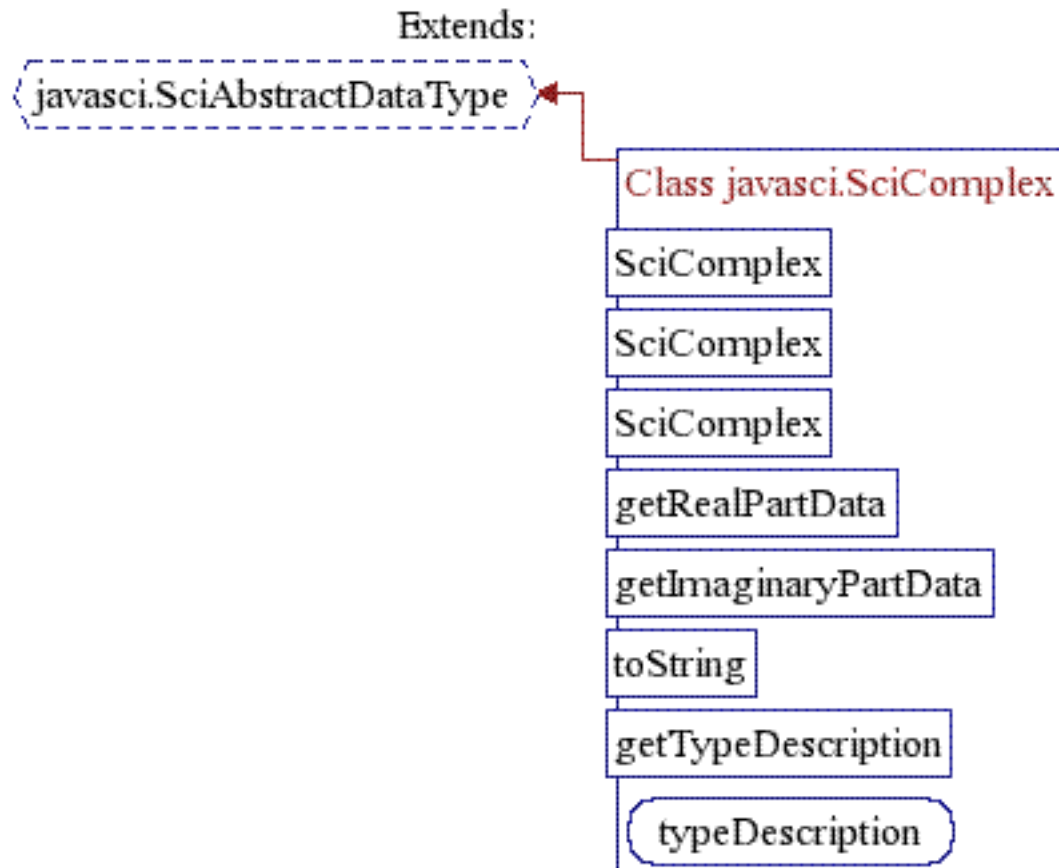 Extends:
javasci.SciAbstractDataType
Class javasci.SciComplex
SciComplex
SciComplex
SciComplex
getRealPartData
getImaginaryPartData
toString
getTypeDescription
typeDescription